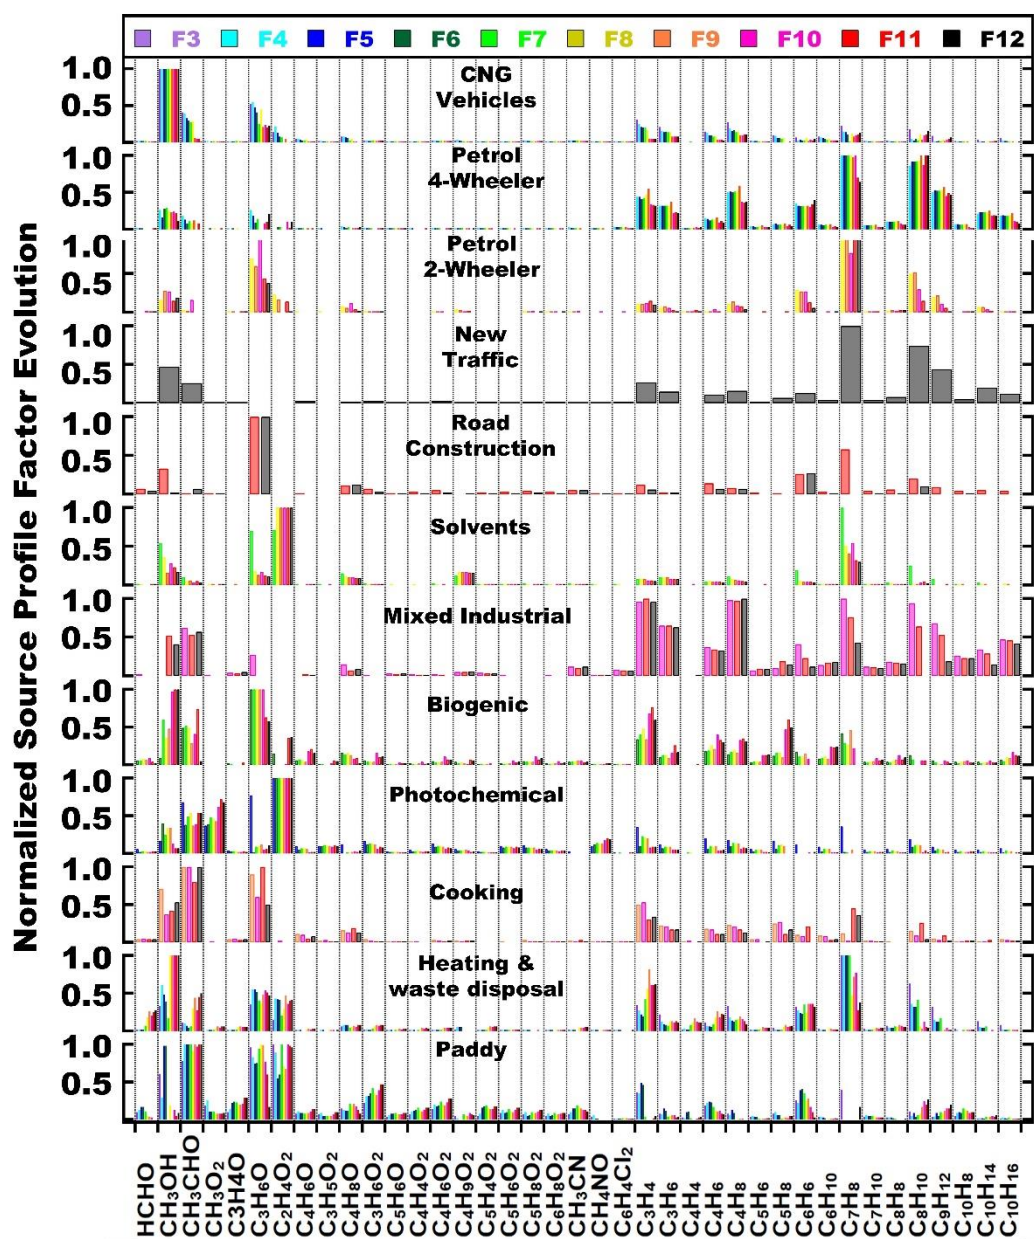 F3 F4 F5 F6 F7 F8 F9 F10 F11 F12
Normalized Source Profile Factor Evolution
1.0
0.5
CNG
Vehicles
1.0
0.5
Petrol
4-Wheeler
1.0
0.5
Petrol
2-Wheeler
1.0
0.5
New
Traffic
1.0
0.5
Road
Construction
1.0
0.5
Solvents
1.0
0.5
Mixed Industrial
1.0
0.5
Biogenic
1.0
0.5
Photochemical
1.0
0.5
Cooking
1.0
0.5
Heating &
waste disposal
1.0
0.5
Paddy
HCHO
CH₃OH
CH₃CHO
CH₃O₂
C3H4O
C₃H₆O
C₂H₄O₂
C₄H₆O
C₃H₅O₂
C₄H₈O
C₃H₆O₂
C₅H₆O
C₄H₄O₂
C₄H₆O₂
C₄H₉O₂
C₅H₄O₂
C₅H₆O₂
C₅H₈O₂
C₆H₆O₂
CH₃CN
CH₄NO
C₆H₄Cl₂
C₃H₄
C₃H₆
C₄H₄
C₄H₆
C₄H₈
C₅H₆
C₅H₈
C₆H₆
C₆H₁₀
C₇H₈
C₇H₁₀
C₈H₈
C₈H₁₀
C₉H₁₂
C₁₀H₈
C₁₀H₁₄
C₁₀H₁₆